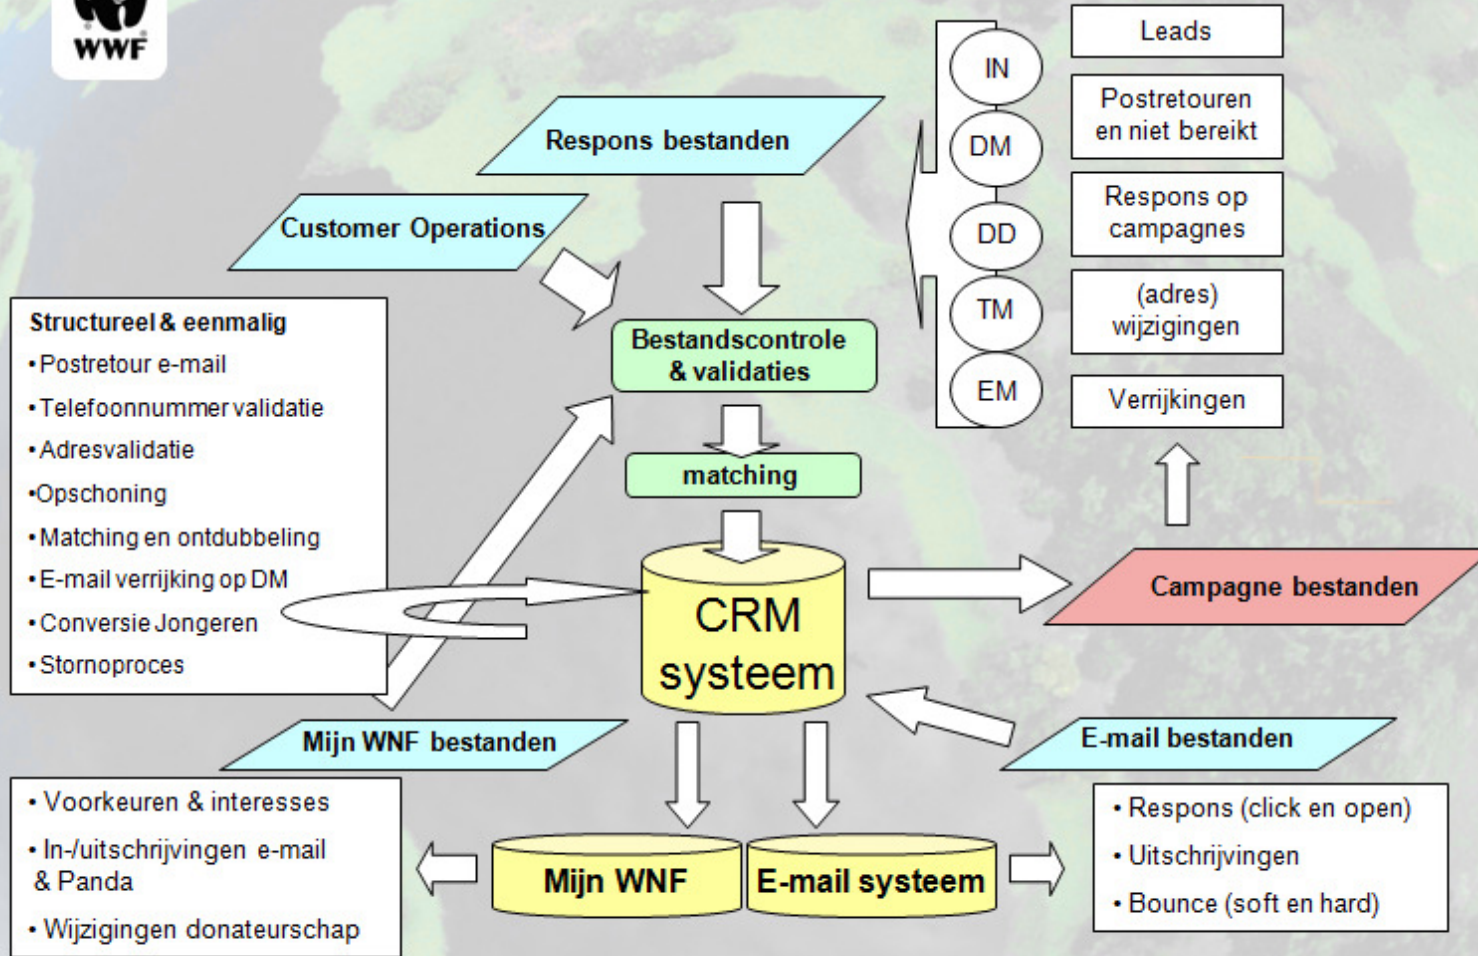 WWF
Respons bestanden
Customer Operations
Bestandscontrole
& validaties
matching
CRM
systeem
IN
DM
DD
TM
EM
Leads
Postretouren
en niet bereikt
Respons op
campagnes
(adres)
wijzigingen
Verrijkingen
Campagne bestanden
Structureel & eenmalig
• Postretour e-mail
• Telefoonnummer validatie
• Adresvalidatie
• Opschoning
• Matching en ontdubbeling
• E-mail verrijking op DM
• Conversie Jongeren
• Stornoproces
Mijn WNF bestanden
E-mail bestanden
• Voorkeuren & interesses
• In-/uitschrijvingen e-mail
& Panda
• Wijzigingen donateurschap
Mijn WNF
E-mail systeem
• Respons (click en open)
• Uitschrijvingen
• Bounce (soft en hard)